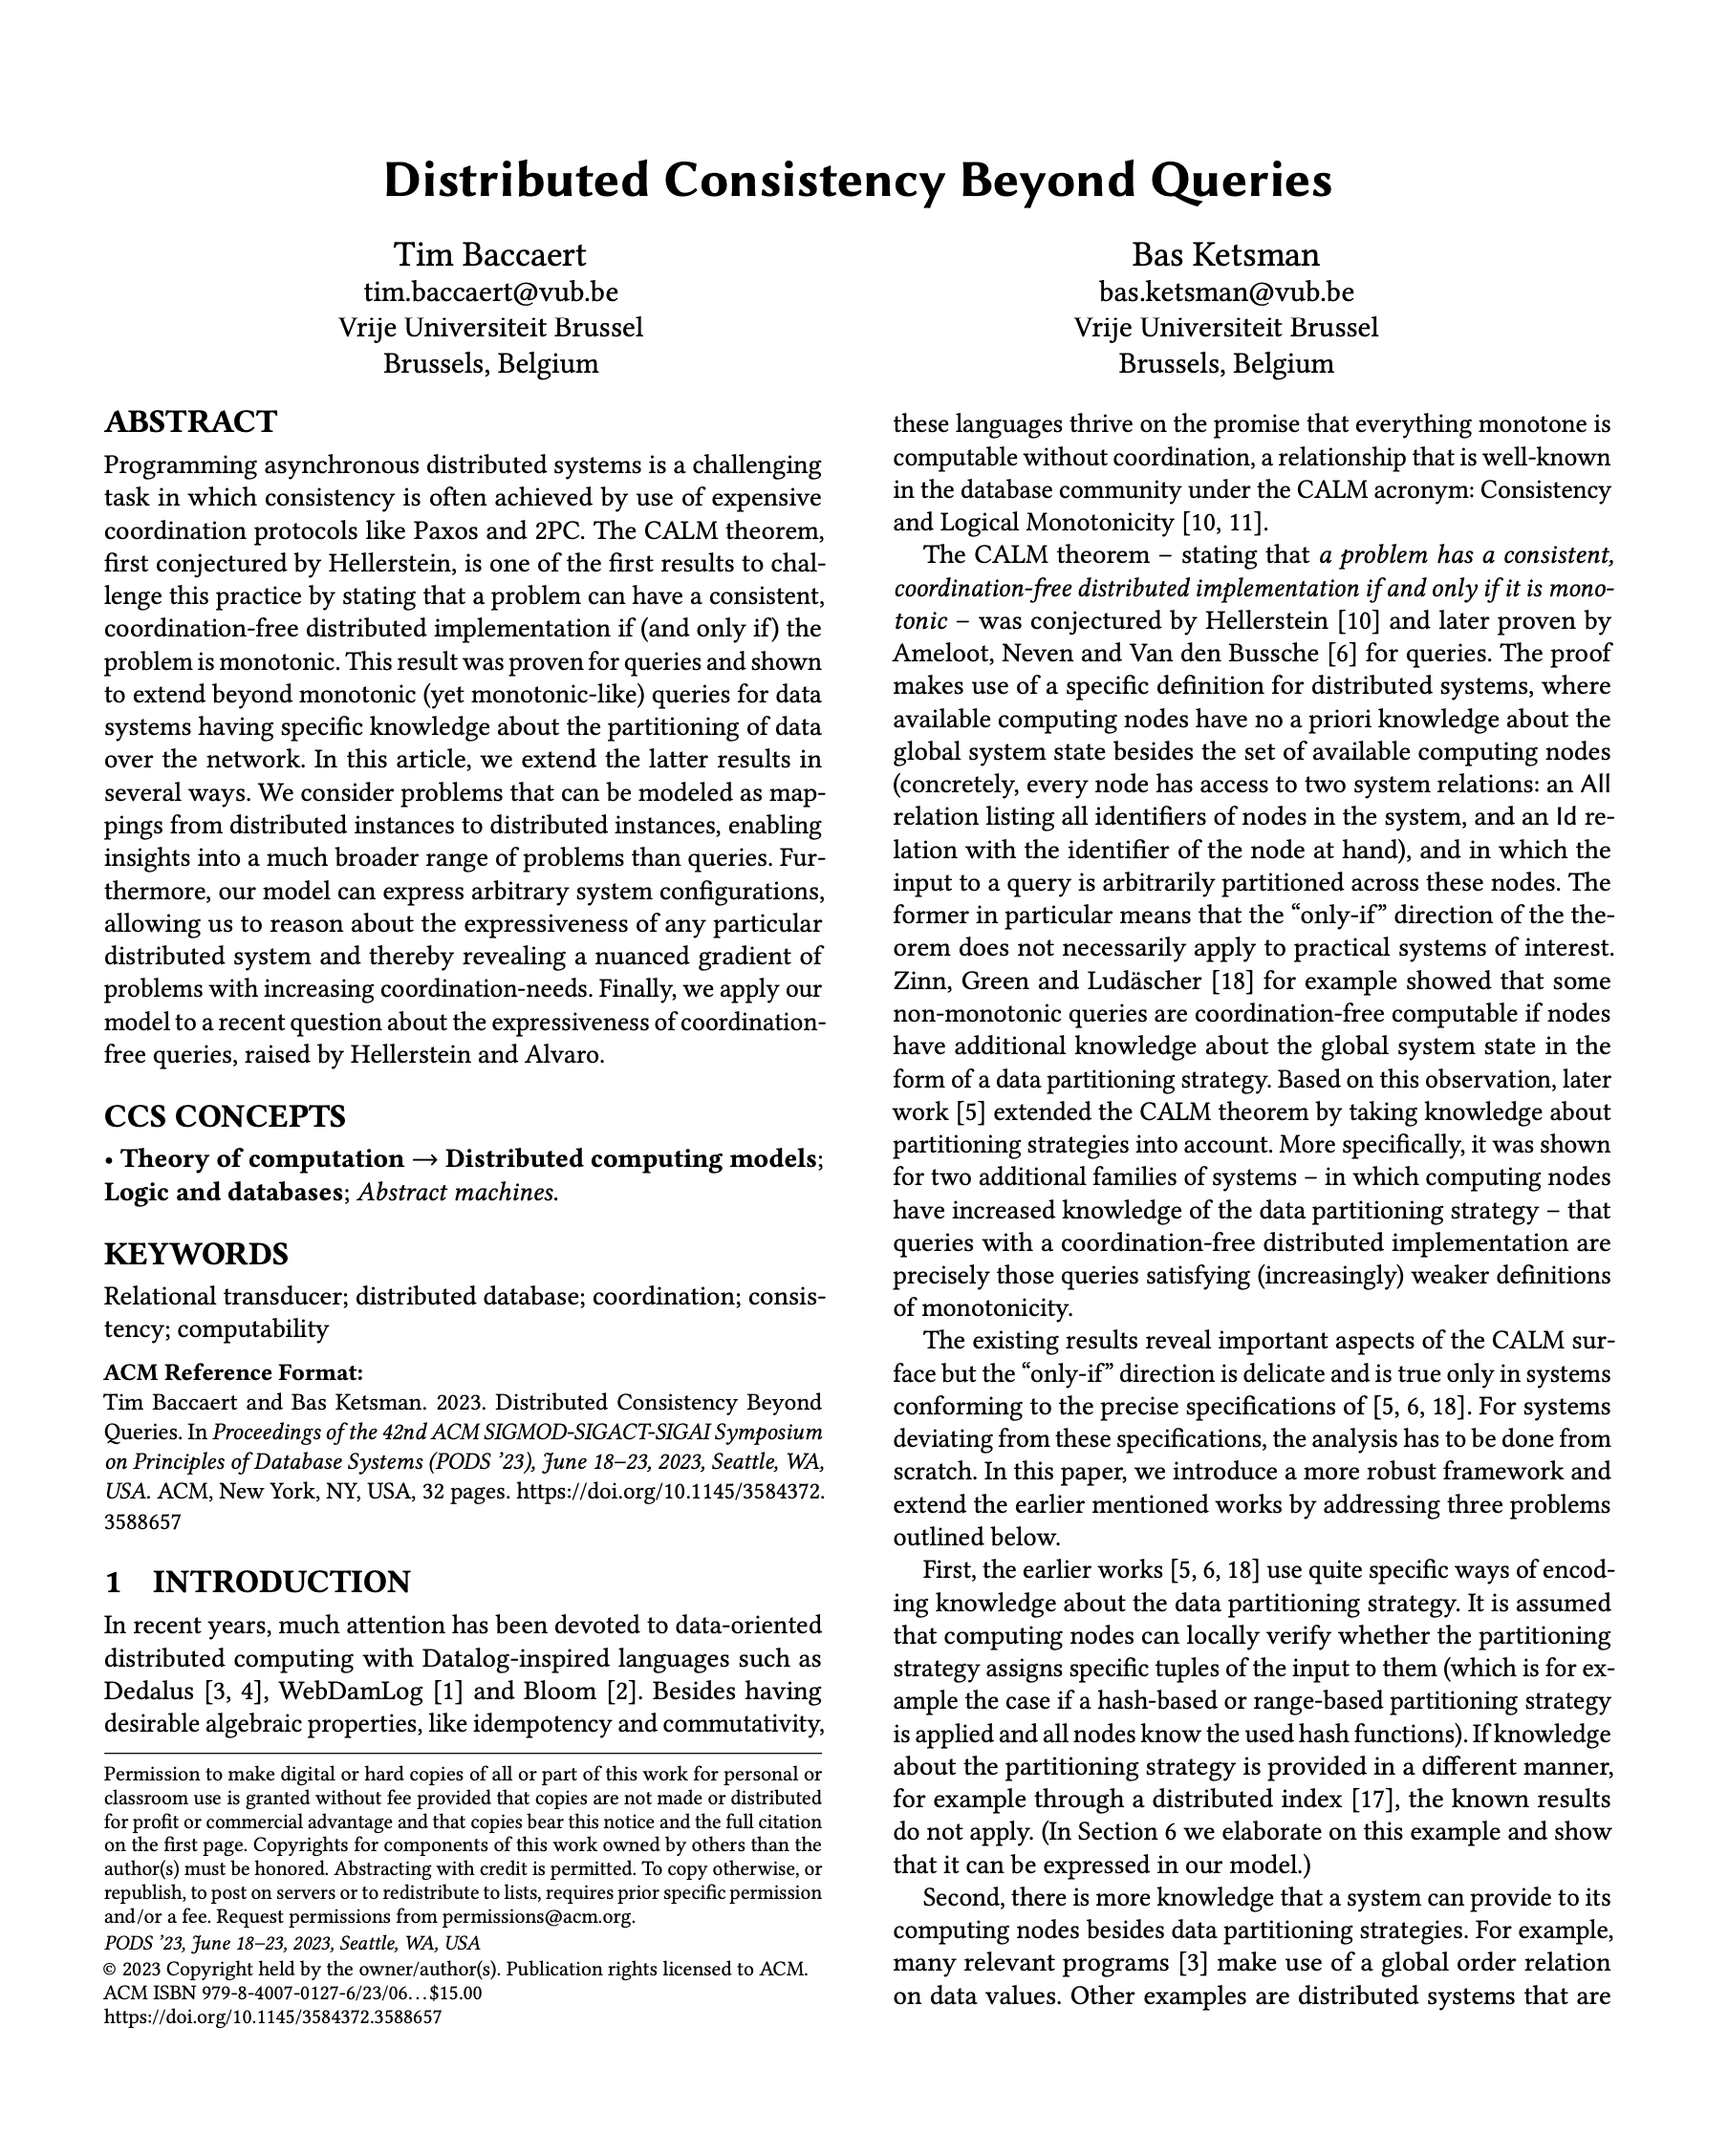 Distributed Consistency Beyond Queries
Tim Baccaert
tim.baccaert@vub.be
Vrije Universiteit Brussel
Brussels, Belgium
Bas Ketsman
bas.ketsman@vub.be
Vrije Universiteit Brussel
Brussels, Belgium
ABSTRACT
Programming asynchronous distributed systems is a challenging
task in which consistency is often achieved by use of expensive
coordination protocols like Paxos and 2PC. The CALM theorem,
first conjectured by Hellerstein, is one of the first results to chal-
lenge this practice by stating that a problem can have a consistent,
coordination-free distributed implementation if (and only if) the
problem is monotonic. This result was proven for queries and shown
to extend beyond monotonic (yet monotonic-like) queries for data
systems having specific knowledge about the partitioning of data
over the network. In this article, we extend the latter results in
several ways. We consider problems that can be modeled as map-
pings from distributed instances to distributed instances, enabling
insights into a much broader range of problems than queries. Fur-
thermore, our model can express arbitrary system configurations,
allowing us to reason about the expressiveness of any particular
distributed system and thereby revealing a nuanced gradient of
problems with increasing coordination-needs. Finally, we apply our
model to a recent question about the expressiveness of coordination-
free queries, raised by Hellerstein and Alvaro.
CCS CONCEPTS
• Theory of computation → Distributed computing models;
Logic and databases; Abstract machines.
KEYWORDS
Relational transducer; distributed database; coordination; consis-
tency; computability
ACM Reference Format:
Tim Baccaert and Bas Ketsman. 2023. Distributed Consistency Beyond
Queries. In Proceedings of the 42nd ACM SIGMOD-SIGACT-SIGAI Symposium
on Principles of Database Systems (PODS ’23), June 18–23, 2023, Seattle, WA,
USA. ACM, New York, NY, USA, 32 pages. https://doi.org/10.1145/3584372.
3588657
1 INTRODUCTION
In recent years, much attention has been devoted to data-oriented
distributed computing with Datalog-inspired languages such as
Dedalus [3, 4], WebDamLog [1] and Bloom [2]. Besides having
desirable algebraic properties, like idempotency and commutativity,
Permission to make digital or hard copies of all or part of this work for personal or
classroom use is granted without fee provided that copies are not made or distributed
for profit or commercial advantage and that copies bear this notice and the full citation
on the first page. Copyrights for components of this work owned by others than the
author(s) must be honored. Abstracting with credit is permitted. To copy otherwise, or
republish, to post on servers or to redistribute to lists, requires prior specific permission
and/or a fee. Request permissions from permissions@acm.org.
PODS ’23, June 18–23, 2023, Seattle, WA, USA
© 2023 Copyright held by the owner/author(s). Publication rights licensed to ACM.
ACM ISBN 979-8-4007-0127-6/23/06...$15.00
https://doi.org/10.1145/3584372.3588657
these languages thrive on the promise that everything monotone is
computable without coordination, a relationship that is well-known
in the database community under the CALM acronym: Consistency
and Logical Monotonicity [10, 11].
The CALM theorem – stating that a problem has a consistent,
coordination-free distributed implementation if and only if it is mono-
tonic – was conjectured by Hellerstein [10] and later proven by
Ameloot, Neven and Van den Bussche [6] for queries. The proof
makes use of a specific definition for distributed systems, where
available computing nodes have no a priori knowledge about the
global system state besides the set of available computing nodes
(concretely, every node has access to two system relations: an All
relation listing all identifiers of nodes in the system, and an Id re-
lation with the identifier of the node at hand), and in which the
input to a query is arbitrarily partitioned across these nodes. The
former in particular means that the “only-if” direction of the the-
orem does not necessarily apply to practical systems of interest.
Zinn, Green and Ludäscher [18] for example showed that some
non-monotonic queries are coordination-free computable if nodes
have additional knowledge about the global system state in the
form of a data partitioning strategy. Based on this observation, later
work [5] extended the CALM theorem by taking knowledge about
partitioning strategies into account. More specifically, it was shown
for two additional families of systems – in which computing nodes
have increased knowledge of the data partitioning strategy – that
queries with a coordination-free distributed implementation are
precisely those queries satisfying (increasingly) weaker definitions
of monotonicity.
The existing results reveal important aspects of the CALM sur-
face but the “only-if” direction is delicate and is true only in systems
conforming to the precise specifications of [5, 6, 18]. For systems
deviating from these specifications, the analysis has to be done from
scratch. In this paper, we introduce a more robust framework and
extend the earlier mentioned works by addressing three problems
outlined below.
First, the earlier works [5, 6, 18] use quite specific ways of encod-
ing knowledge about the data partitioning strategy. It is assumed
that computing nodes can locally verify whether the partitioning
strategy assigns specific tuples of the input to them (which is for ex-
ample the case if a hash-based or range-based partitioning strategy
is applied and all nodes know the used hash functions). If knowledge
about the partitioning strategy is provided in a different manner,
for example through a distributed index [17], the known results
do not apply. (In Section 6 we elaborate on this example and show
that it can be expressed in our model.)
Second, there is more knowledge that a system can provide to its
computing nodes besides data partitioning strategies. For example,
many relevant programs [3] make use of a global order relation
on data values. Other examples are distributed systems that are